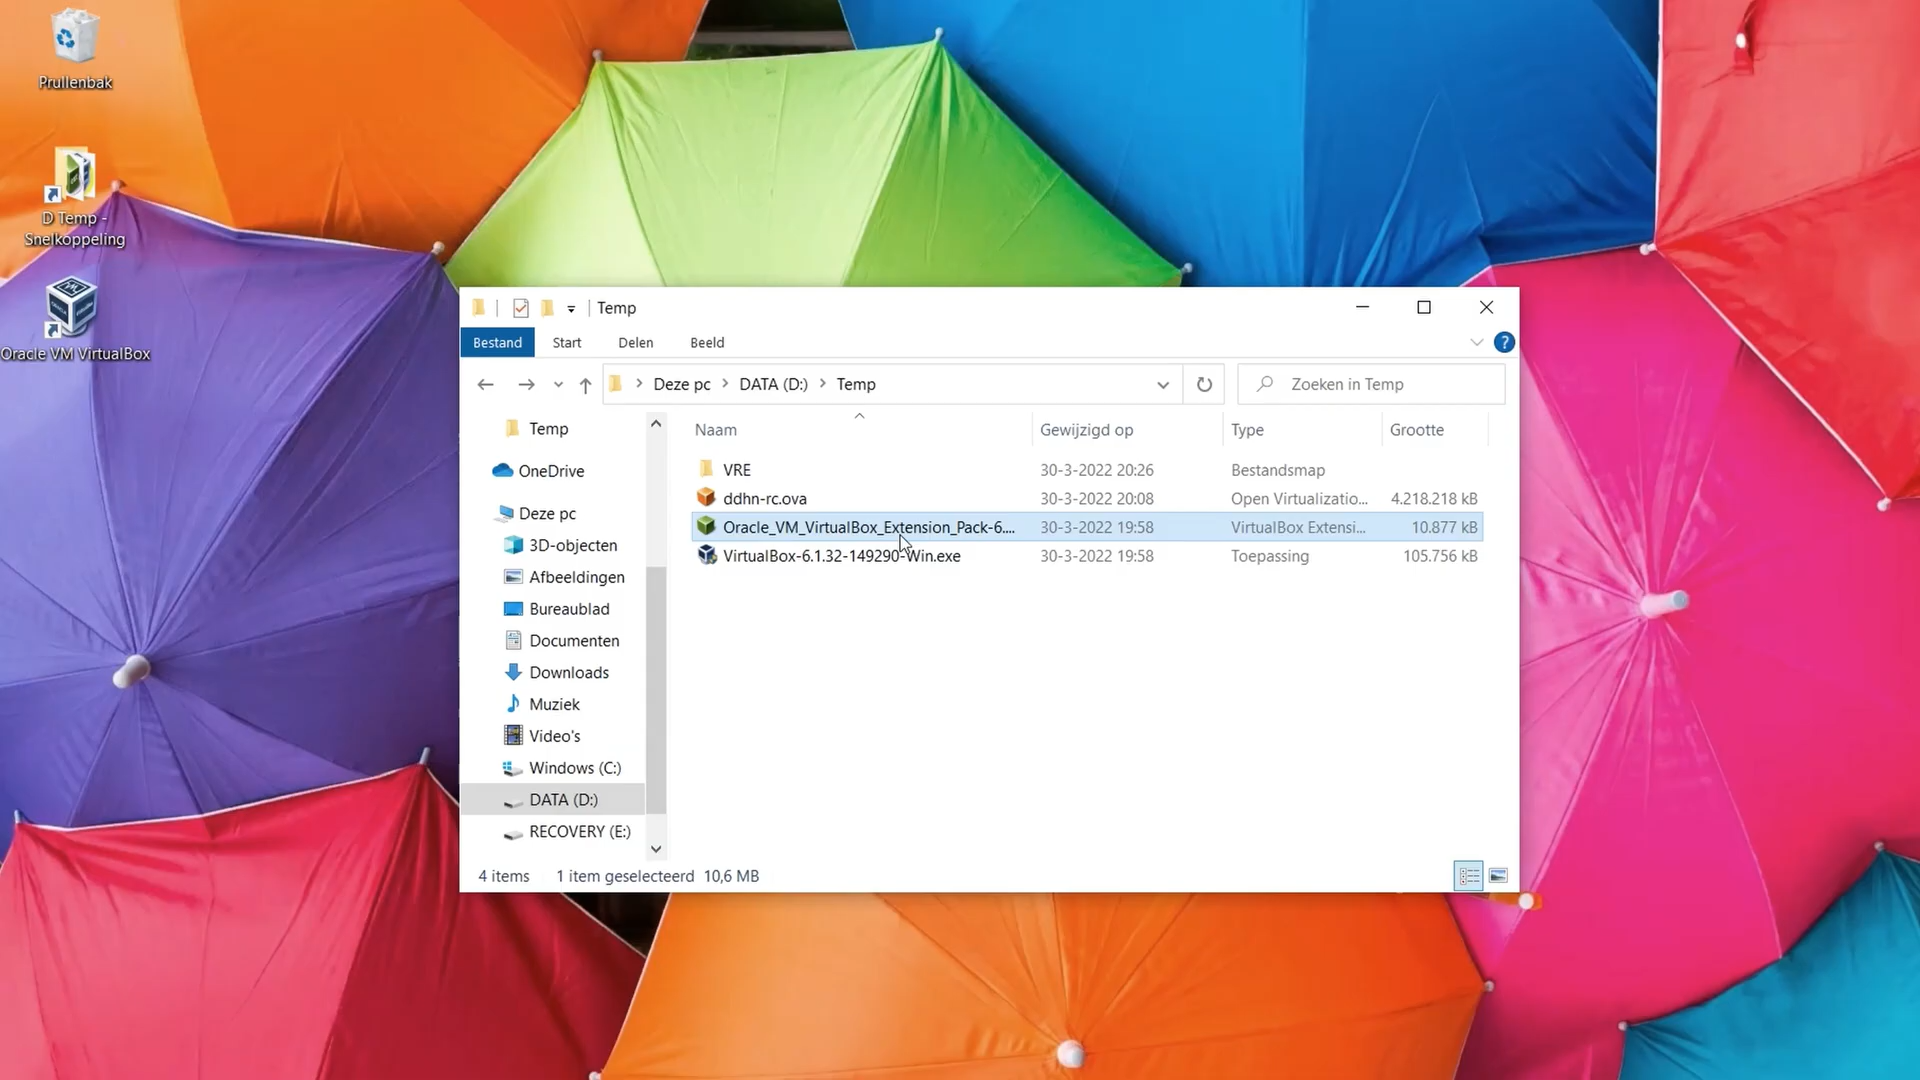 Prullenbak
D Temp -
Snelkoppeling
Oracle VM VirtualBox
Temp
Bestand Start Delen Beeld
Deze pc DATA (D:) Temp
Zoeken in Temp
Naam Gewijzigd op Type Grootte
VRE 30-3-2022 20:26 Bestandsmap
ddhn-rc.ova 30-3-2022 20:08 Open Virtualizatio... 4.218.218 kB
Oracle_VM_VirtualBox_Extension_Pack-6.... 30-3-2022 19:58 VirtualBox Extensi... 10.877 kB
VirtualBox-6.1.32-149290-Win.exe 30-3-2022 19:58 Toepassing 105.756 kB
Temp
OneDrive
Deze pc
3D-objecten
Afbeeldingen
Bureaublad
Documenten
Downloads
Muziek
Video's
Windows (C:)
DATA (D:)
RECOVERY (E:)
4 items 1 item geselecteerd 10,6 MB